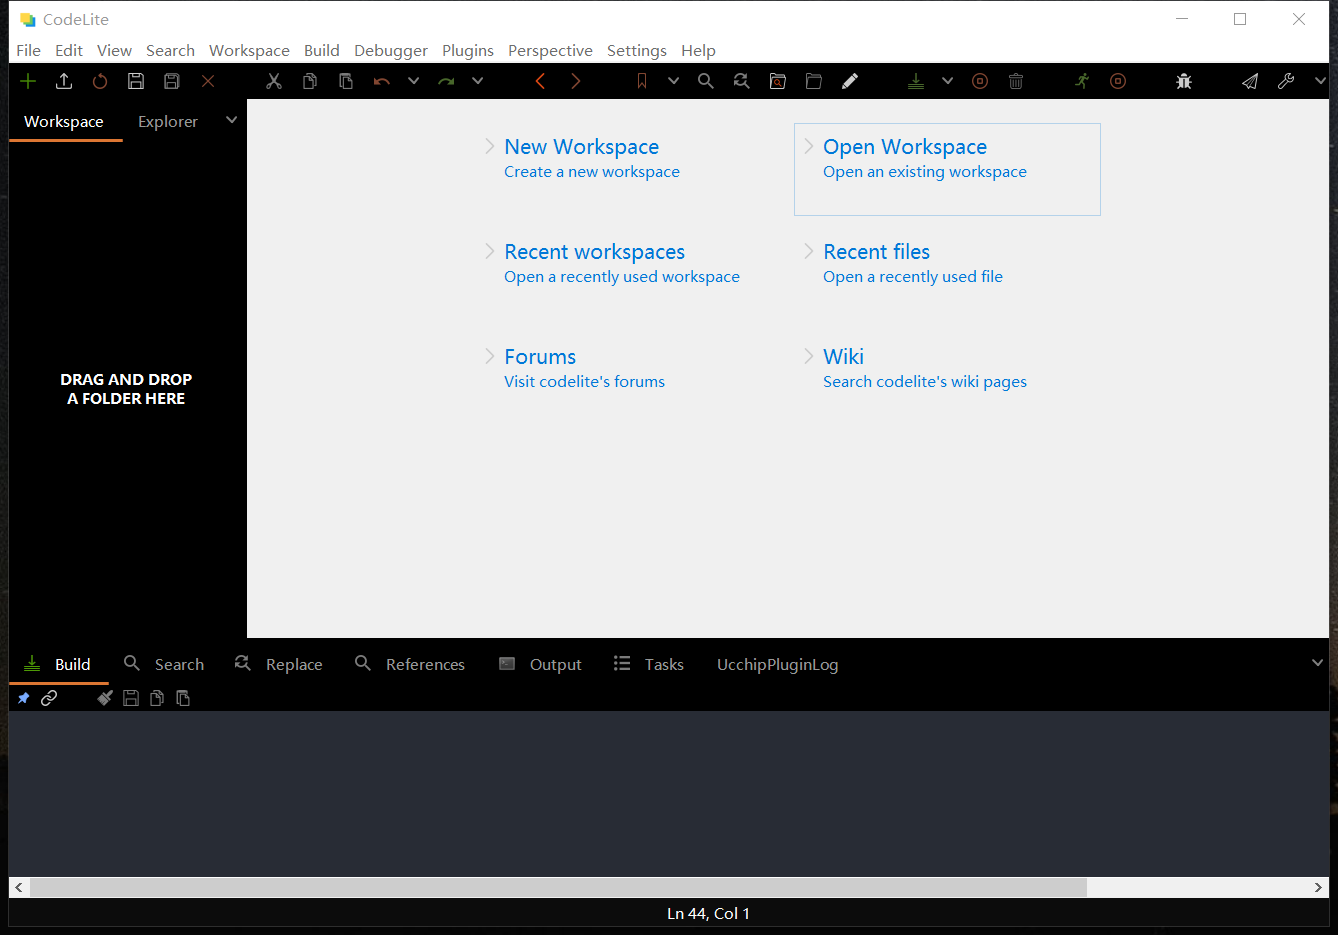 CodeLite
File Edit View Search Workspace Build Debugger Plugins Perspective Settings Help
Workspace Explorer
New Workspace
Create a new workspace
Open Workspace
Open an existing workspace
Recent workspaces
Open a recently used workspace
Recent files
Open a recently used file
Forums
Visit codelite's forums
Wiki
Search codelite's wiki pages
DRAG AND DROP
A FOLDER HERE
Build Search Replace References Output Tasks UcchipPluginLog
Ln 44, Col 1